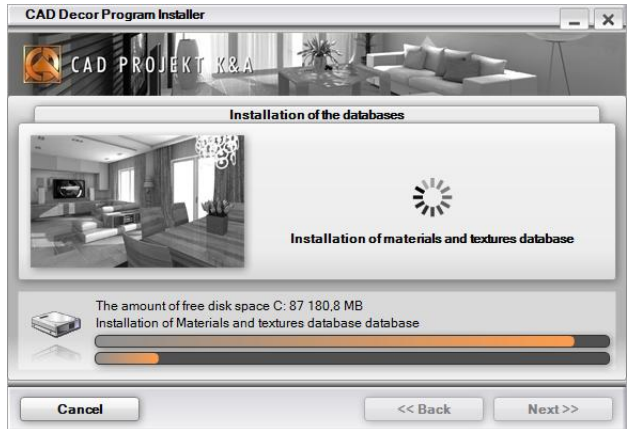 CAD Decor Program Installer
CAD PROJEKT K&A
Installation of the databases
Installation of materials and textures database
The amount of free disk space C: 87 180,8 MB
Installation of Materials and textures database database
Cancel
<< Back
Next >>